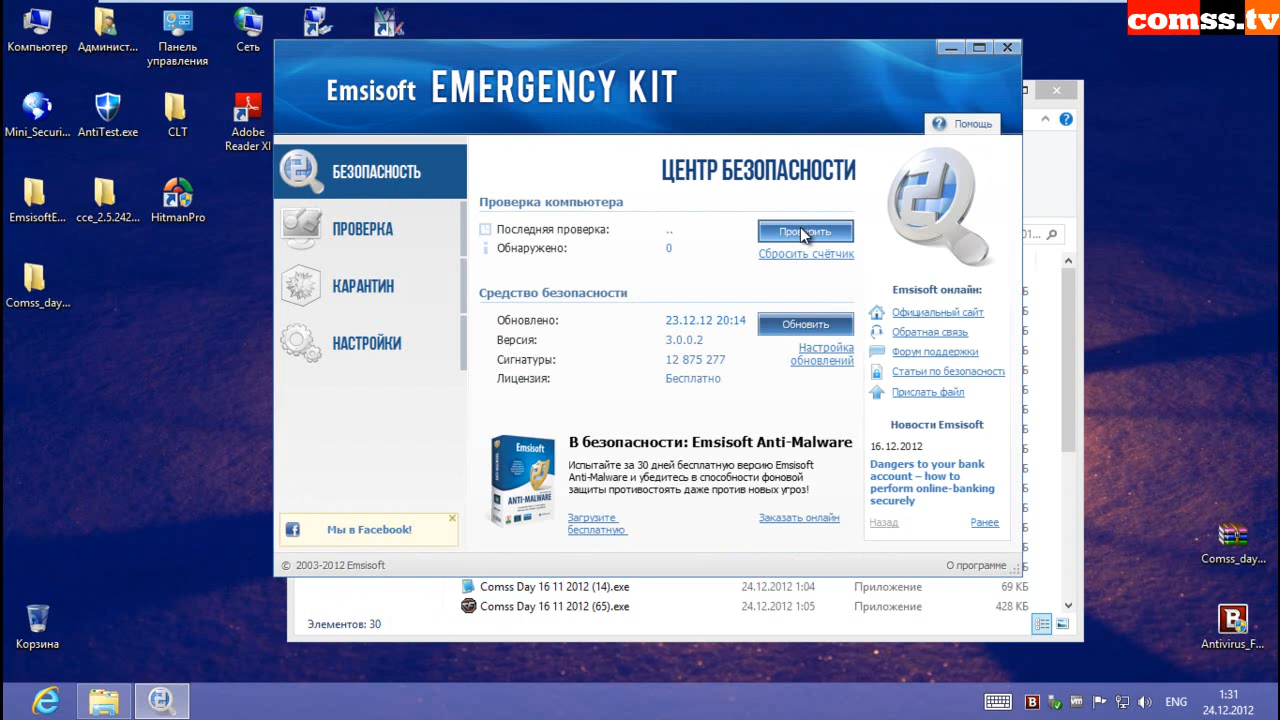 comss.tv
Компьютер
Админист...
Панель управления
Сеть
Mini_Securi...
AntiTest.exe
CLT
Adobe Reader XI
EmsisoftE...
cce_2.5.242...
HitmanPro
Comss_day...
Корзина
Emsisoft EMERGENCY KIT
Помощь
БЕЗОПАСНОСТЬ
ПРОВЕРКА
КАРАНТИН
НАСТРОЙКИ
Мы в Facebook!
ЦЕНТР БЕЗОПАСНОСТИ
Проверка компьютера
Последняя проверка: ..
Проверить
Обнаружено: 0
Сбросить счётчик
Средство безопасности
Обновлено: 23.12.12 20:14
Обновить
Версия: 3.0.0.2
Настройка обновлений
Сигнатуры: 12 875 277
Лицензия: Бесплатно
В безопасности: Emsisoft Anti-Malware
Испытайте за 30 дней бесплатную версию Emsisoft
Anti-Malware и убедитесь в способности фоновой
защиты противостоять даже против новых угроз!
Загрузите бесплатную
Заказать онлайн
Emsisoft
ANTI-MALWARE
Emsisoft онлайн:
Официальный сайт
Обратная связь
Форум поддержки
Статьи по безопасности
Прислать файл
Новости Emsisoft
16.12.2012
Dangers to your bank
account – how to
perform online-banking
securely
Назад
Ранее
© 2003-2012 Emsisoft
О программе
Comss Day 16 11 2012 (14).exe 24.12.2012 1:04 Приложение 69 КБ
Comss Day 16 11 2012 (65).exe 24.12.2012 1:05 Приложение 428 КБ
Элементов: 30
Comss_day...
Antivirus_F...
ENG
1:31
24.12.2012